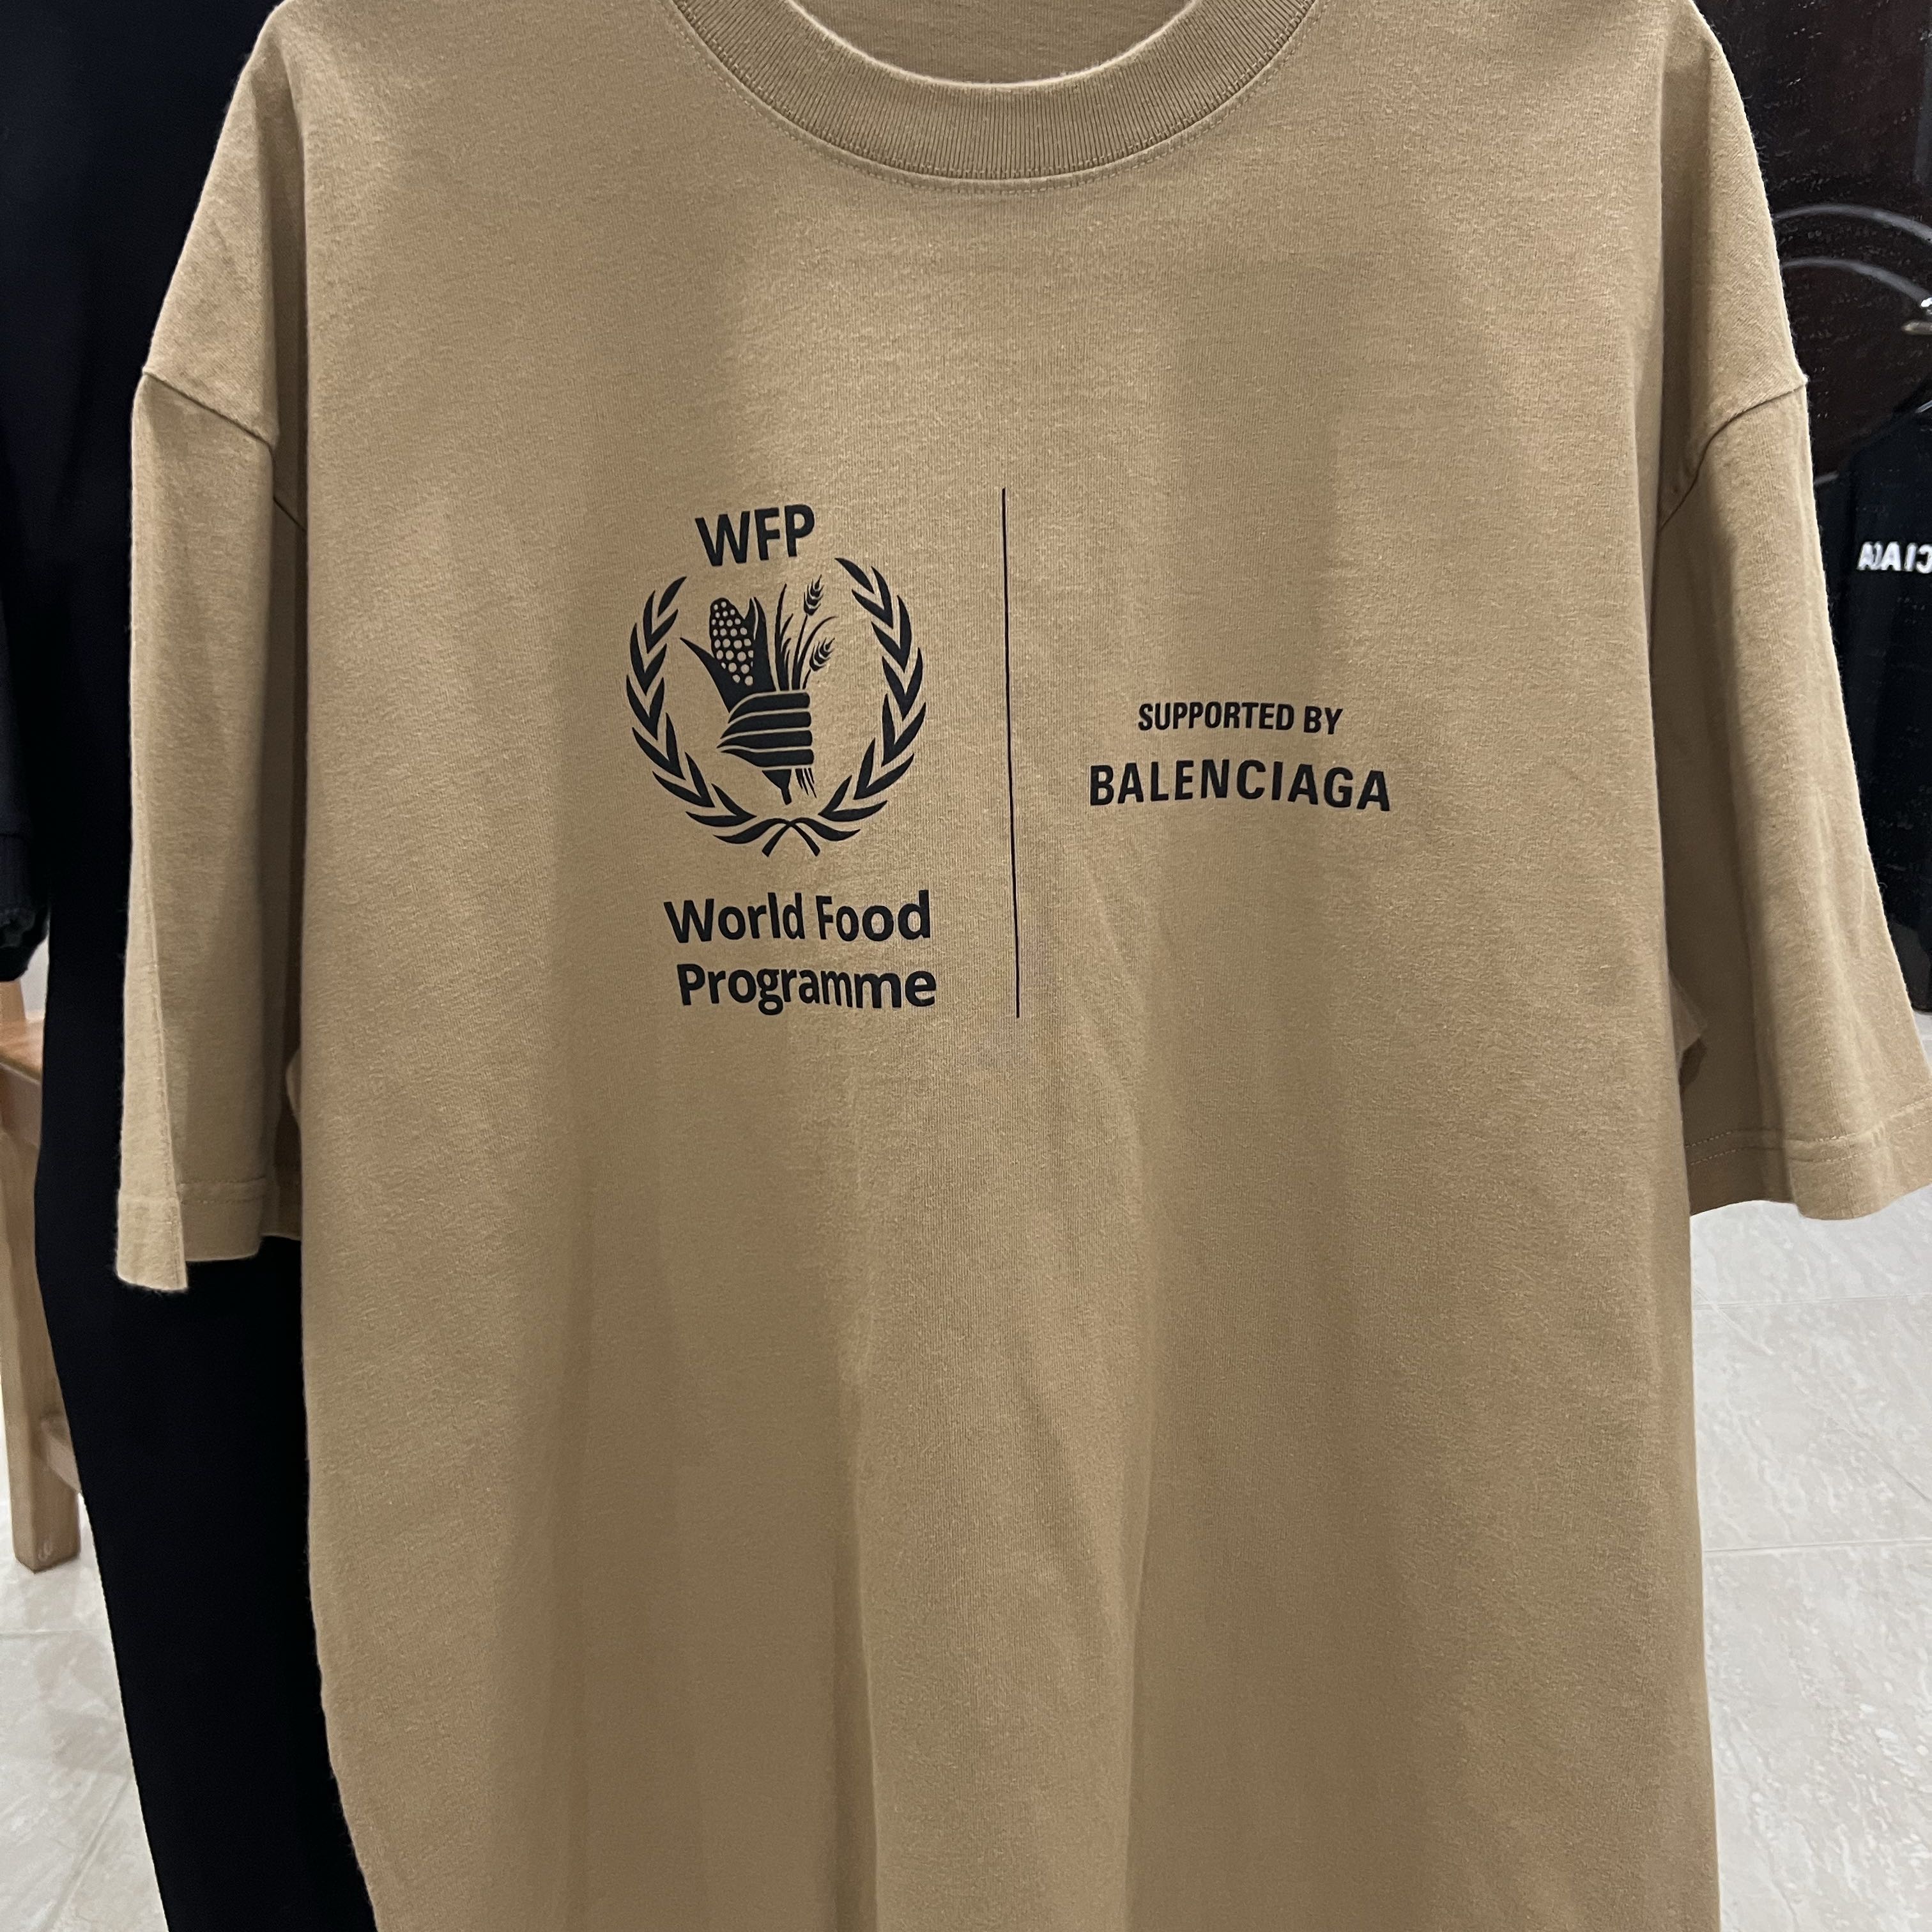 WFP
World Food
Programme
SUPPORTED BY
BALENCIAGA